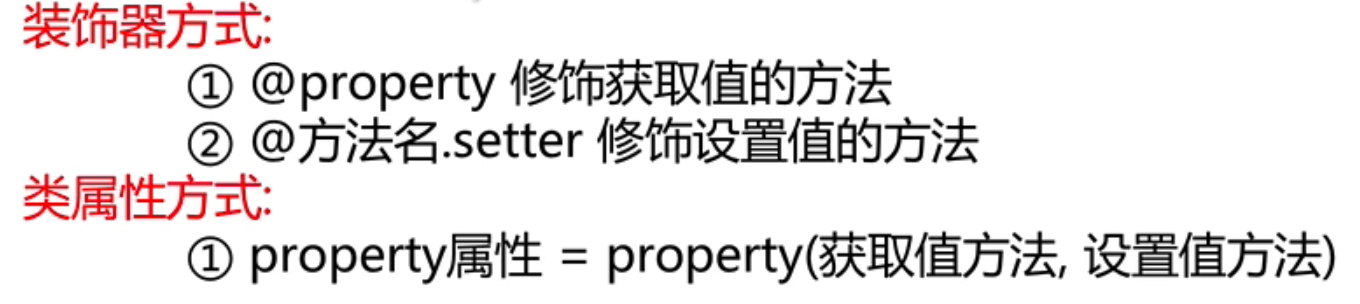 装饰器方式:
① @property 修饰获取值的方法
② @方法名.setter 修饰设置值的方法
类属性方式:
① property属性 = property(获取值方法, 设置值方法)